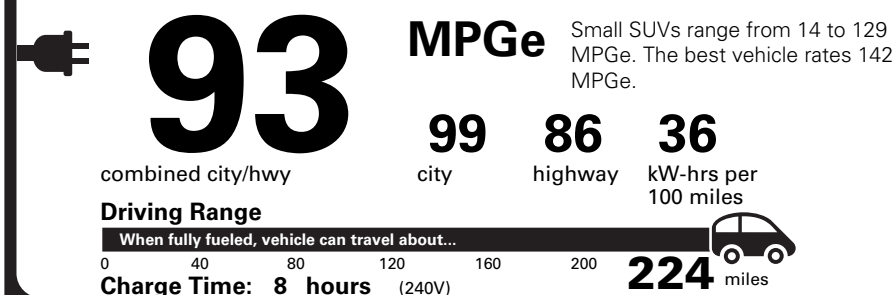 93
MPGe
Small SUVs range from 14 to 129
MPGe. The best vehicle rates 142
MPGe.
combined city/hwy
99
city
86
highway
36
kW-hrs per
100 miles
Driving Range
When fully fueled, vehicle can travel about...
0 40 80 120 160 200 224 miles
Charge Time: 8 hours (240V)